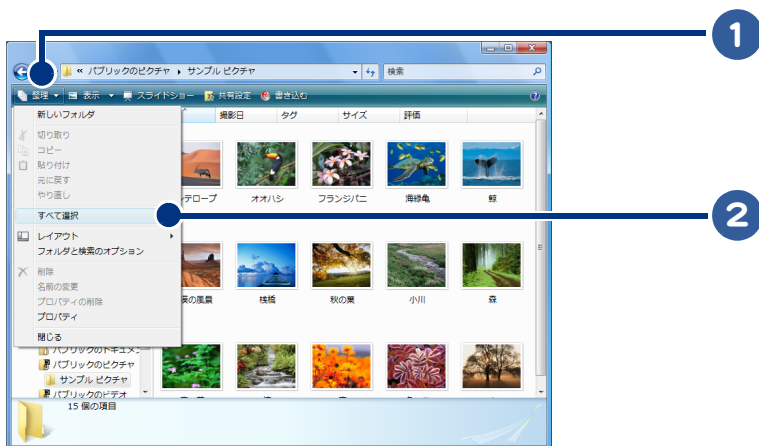 1
« パブリックのピクチャ ▸ サンプル ピクチャ
検索
整理 表示 スライドショー 共有設定 書き込む
撮影日 タグ サイズ 評価
新しいフォルダ
切り取り
コピー
貼り付け
元に戻す
やり直し
すべて選択
2
レイアウト
フォルダと検索のオプション
削除
名前の変更
プロパティの削除
プロパティ
閉じる
テロープ オオハシ フランジパニ 海緑亀 鯨
の風景 桟橋 秋の葉 小川 森
パブリックのドキュメン
パブリックのピクチャ
サンプル ピクチャ
パブリックのビデオ
15 個の項目